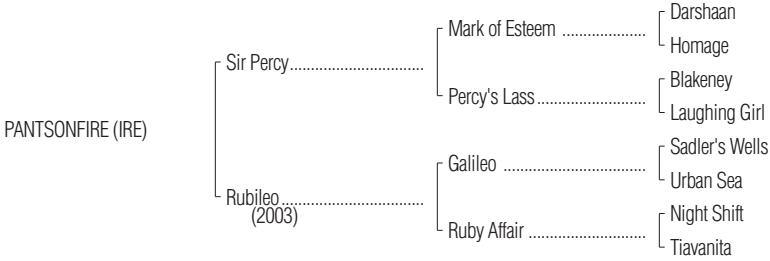 Darshaan
Mark of Esteem ....................
Homage
Sir Percy...............................
Blakeney
Percy's Lass.........................
Laughing Girl
PANTSONFIRE (IRE)
Sadler's Wells
Galileo ..................................
Urban Sea
Rubileo.................................
(2003)
Night Shift
Ruby Affair ...........................
Tiavanita